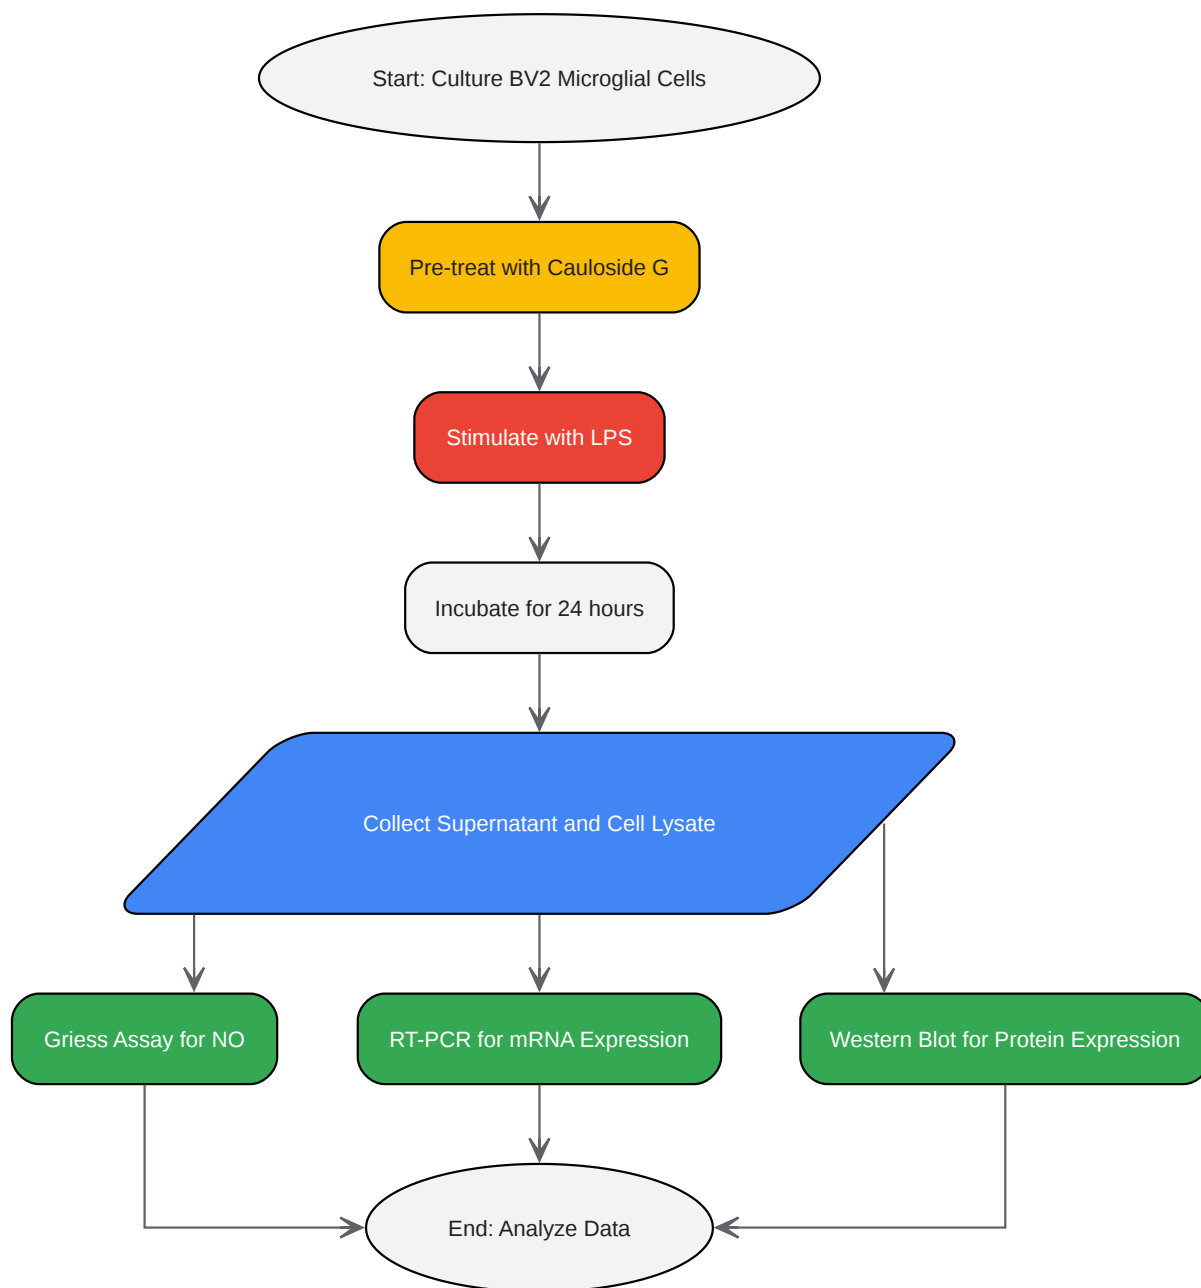 Start: Culture BV2 Microglial Cells
Pre-treat with Cauloside G
Stimulate with LPS
Incubate for 24 hours
Collect Supernatant and Cell Lysate
Griess Assay for NO
RT-PCR for mRNA Expression
Western Blot for Protein Expression
End: Analyze Data